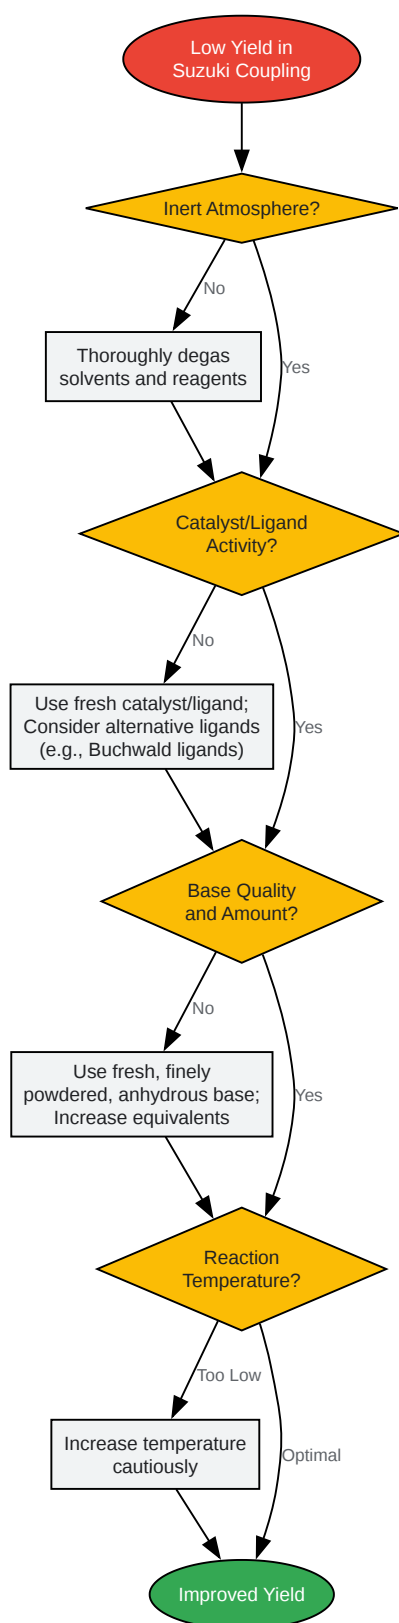 Low Yield in
Suzuki Coupling
Inert Atmosphere?
No
Yes
Thoroughly degas
solvents and reagents
Catalyst/Ligand
Activity?
No
Yes
Use fresh catalyst/ligand;
Consider alternative ligands
(e.g., Buchwald ligands)
Base Quality
and Amount?
No
Yes
Use fresh, finely
powdered, anhydrous base;
Increase equivalents
Reaction
Temperature?
Too Low
Optimal
Increase temperature
cautiously
Improved Yield